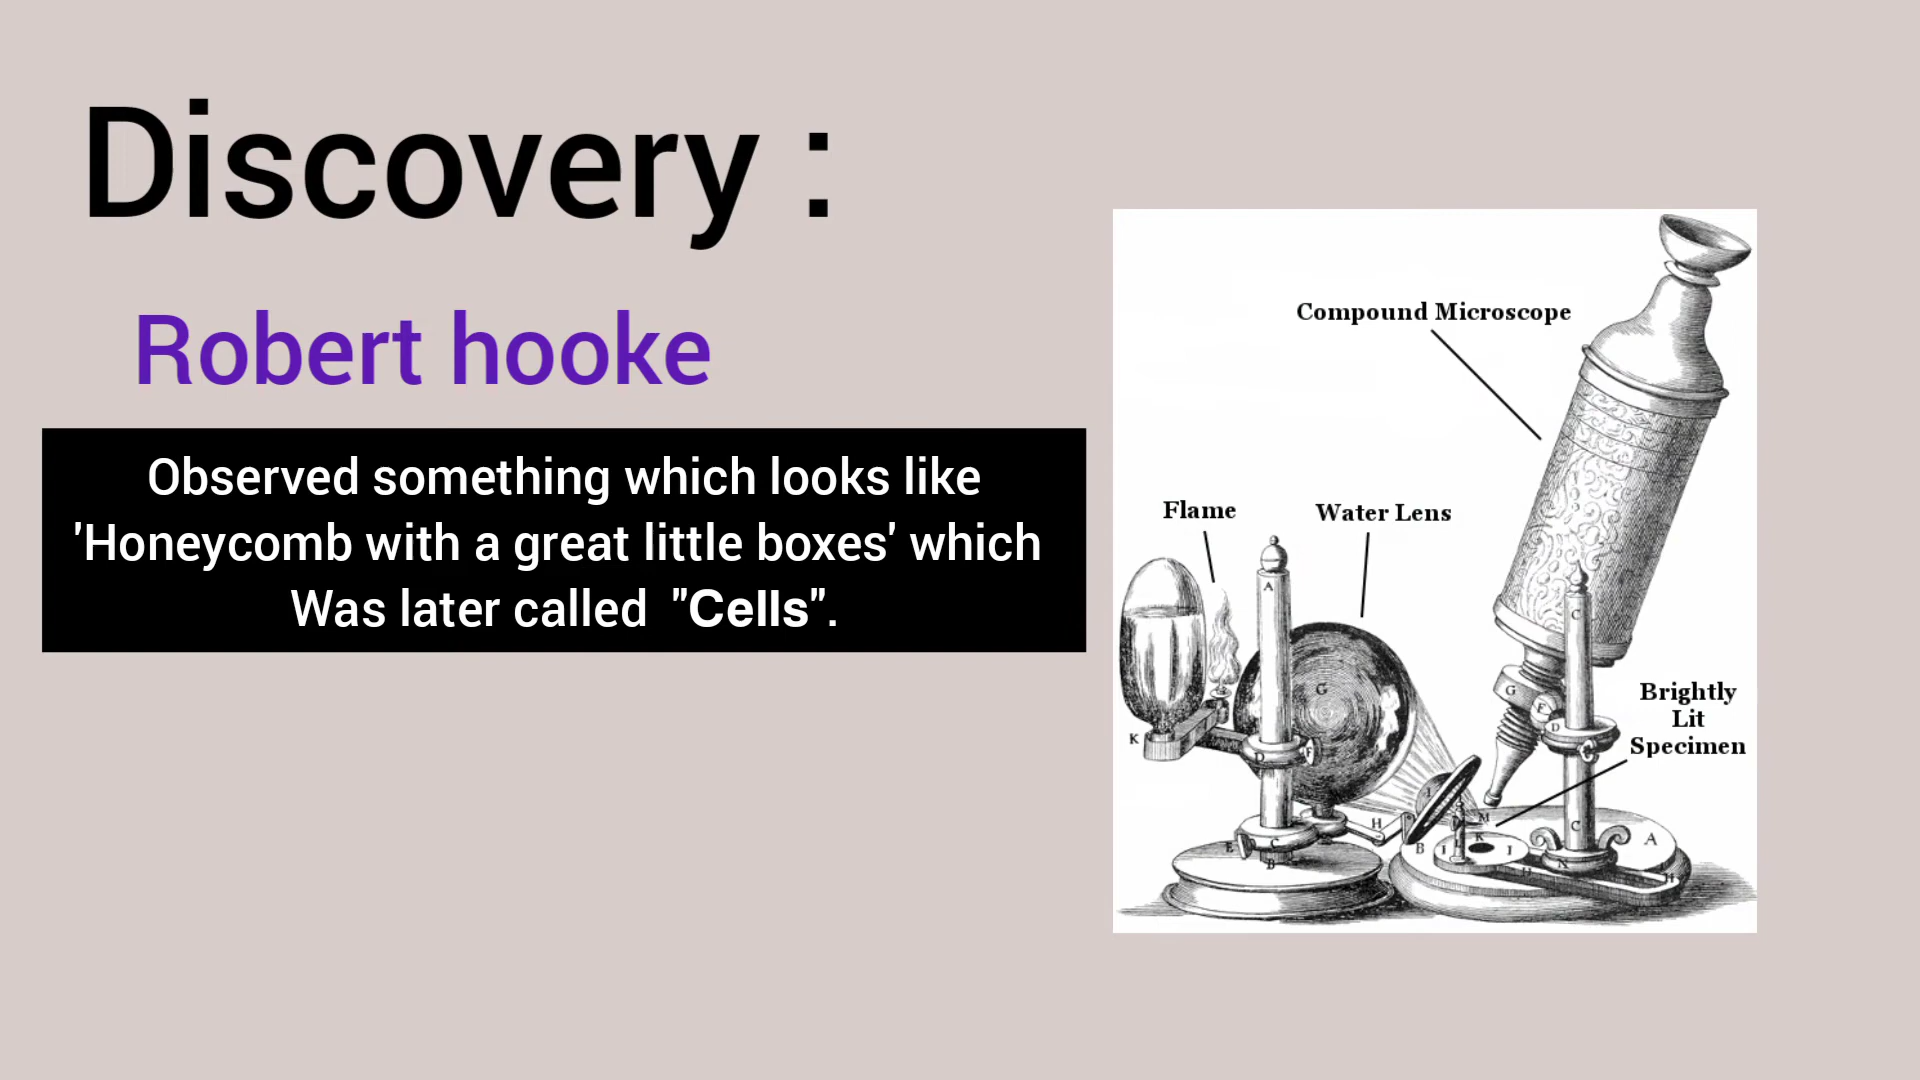 Discovery :
Robert hooke
Observed something which looks like
'Honeycomb with a great little boxes' which
Was later called "Cells".
Compound Microscope
Flame
Water Lens
Brightly
Lit
Specimen
A
C
G
G
F
D
K
D
F
I
H
M
K
C
A
E
C
B
B
I
L
I
N
H
H